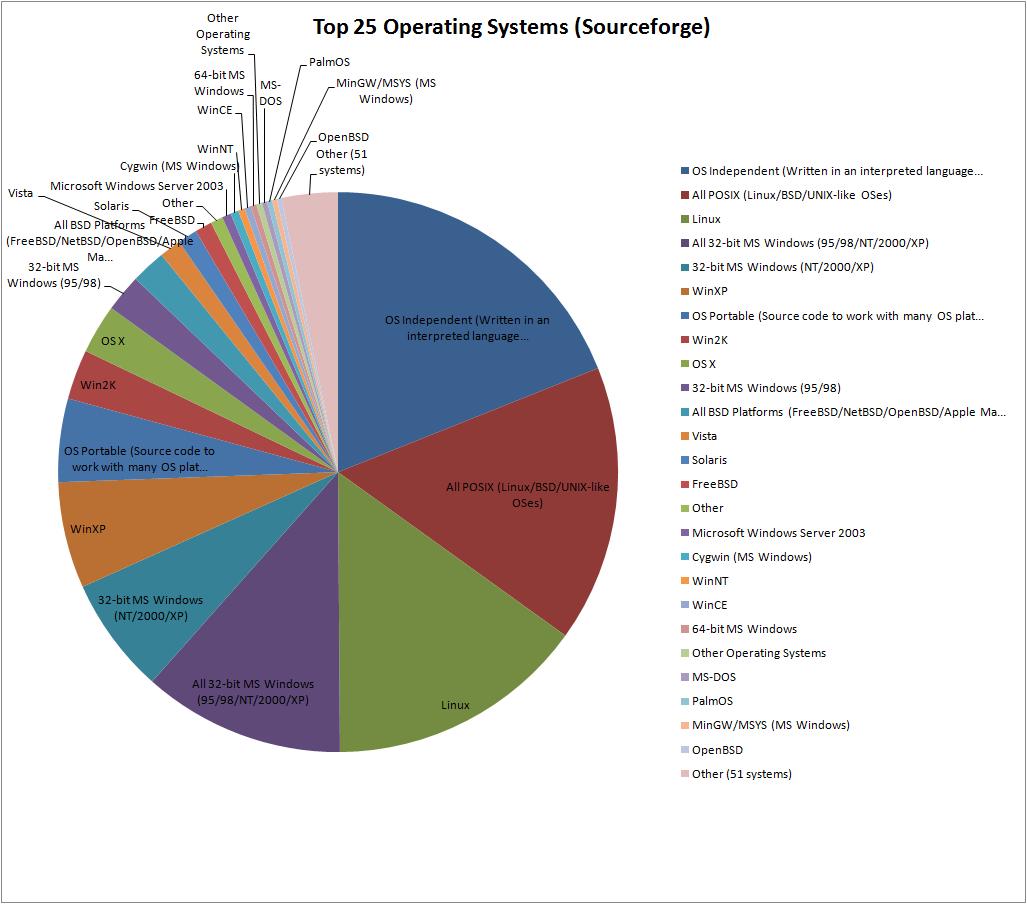 Top 25 Operating Systems (Sourceforge)
Other
Operating
Systems
PalmOS
64-bit MS
Windows
MS-
DOS
MinGW/MSYS (MS
Windows)
WinCE
OpenBSD
WinNT
Other (51
systems)
Cygwin (MS Windows)
Microsoft Windows Server 2003
Vista
Other
Solaris
FreeBSD
All BSD Platforms
(FreeBSD/NetBSD/OpenBSD/Apple
Ma...
32-bit MS
Windows (95/98)
OS X
Win2K
OS Portable (Source code to
work with many OS plat...
WinXP
32-bit MS Windows
(NT/2000/XP)
All 32-bit MS Windows
(95/98/NT/2000/XP)
Linux
All POSIX (Linux/BSD/UNIX-like
OSes)
OS Independent (Written in an
interpreted language...
OS Independent (Written in an interpreted language...
All POSIX (Linux/BSD/UNIX-like OSes)
Linux
All 32-bit MS Windows (95/98/NT/2000/XP)
32-bit MS Windows (NT/2000/XP)
WinXP
OS Portable (Source code to work with many OS plat...
Win2K
OS X
32-bit MS Windows (95/98)
All BSD Platforms (FreeBSD/NetBSD/OpenBSD/Apple Ma...
Vista
Solaris
FreeBSD
Other
Microsoft Windows Server 2003
Cygwin (MS Windows)
WinNT
WinCE
64-bit MS Windows
Other Operating Systems
MS-DOS
PalmOS
MinGW/MSYS (MS Windows)
OpenBSD
Other (51 systems)